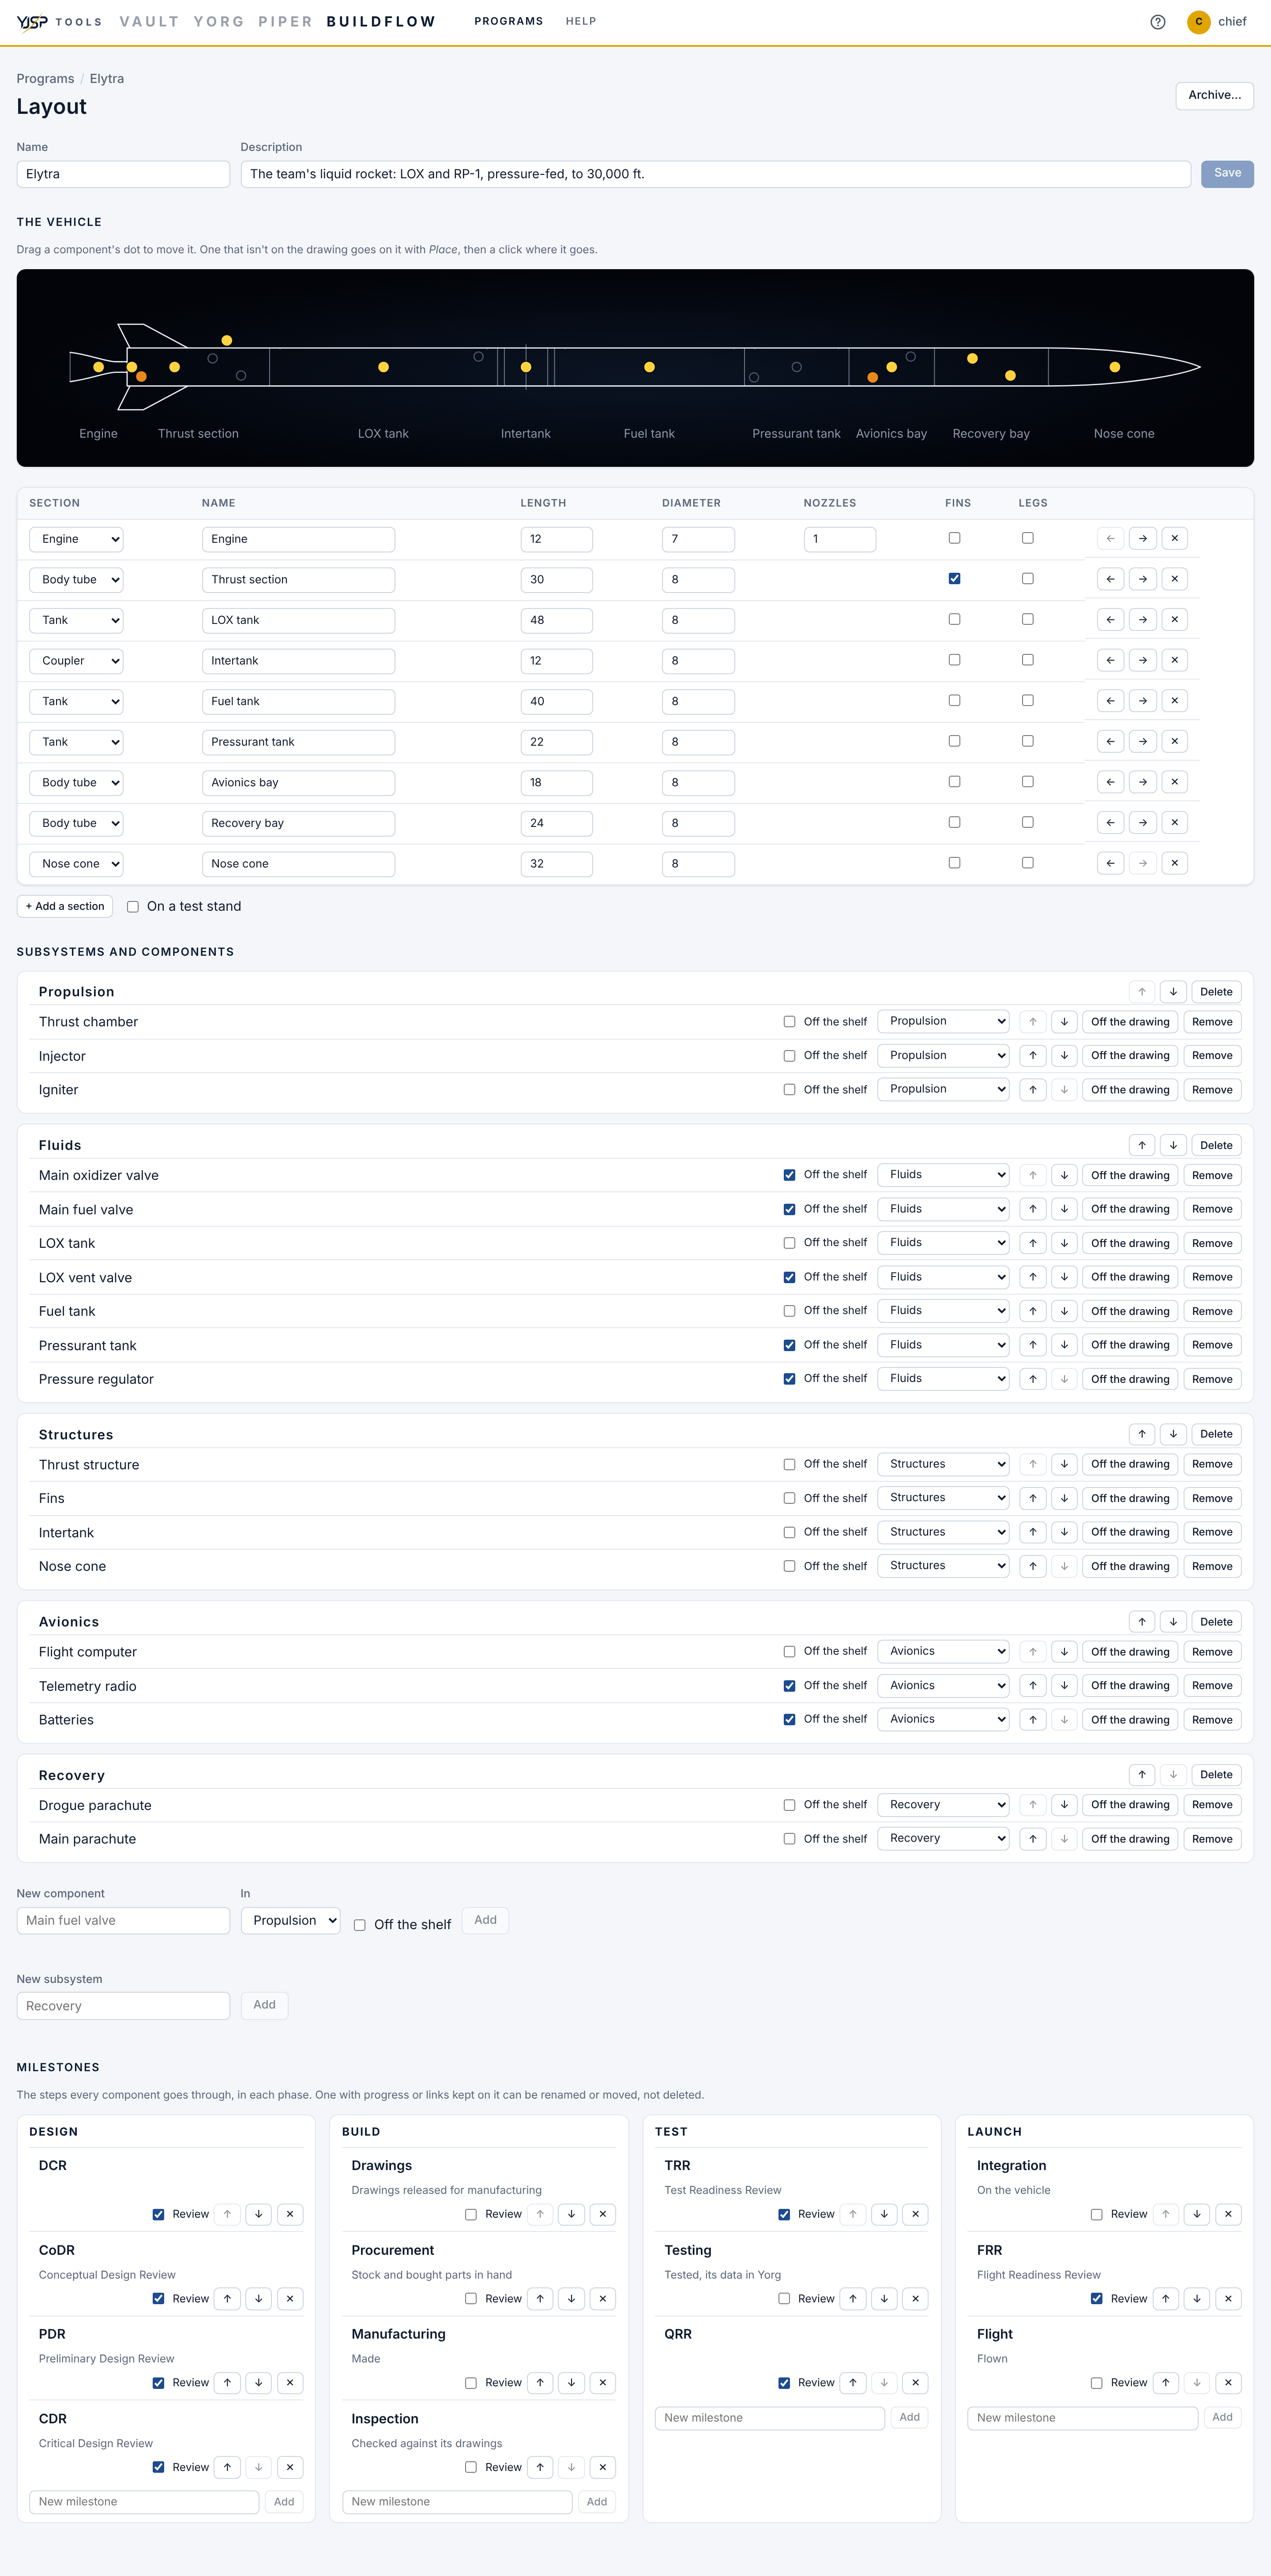 YJSP TOOLS VAULT YORG PIPER BUILDFLOW PROGRAMS HELP ? C chief
Programs / Elytra
Layout
Archive...
Name Description
Elytra The team's liquid rocket: LOX and RP-1, pressure-fed, to 30,000 ft. Save
THE VEHICLE
Drag a component's dot to move it. One that isn't on the drawing goes on it with Place, then a click where it goes.
Engine Thrust section LOX tank Intertank Fuel tank Pressurant tank Avionics bay Recovery bay Nose cone
SECTION NAME LENGTH DIAMETER NOZZLES FINS LEGS
Engine Engine 12 7 1 ← → ×
Body tube Thrust section 30 8 ← → ×
Tank LOX tank 48 8 ← → ×
Coupler Intertank 12 8 ← → ×
Tank Fuel tank 40 8 ← → ×
Tank Pressurant tank 22 8 ← → ×
Body tube Avionics bay 18 8 ← → ×
Body tube Recovery bay 24 8 ← → ×
Nose cone Nose cone 32 8 ← → ×
+ Add a section On a test stand
SUBSYSTEMS AND COMPONENTS
Propulsion ↑ ↓ Delete
Thrust chamber Off the shelf Propulsion ↑ ↓ Off the drawing Remove
Injector Off the shelf Propulsion ↑ ↓ Off the drawing Remove
Igniter Off the shelf Propulsion ↑ ↓ Off the drawing Remove
Fluids ↑ ↓ Delete
Main oxidizer valve Off the shelf Fluids ↑ ↓ Off the drawing Remove
Main fuel valve Off the shelf Fluids ↑ ↓ Off the drawing Remove
LOX tank Off the shelf Fluids ↑ ↓ Off the drawing Remove
LOX vent valve Off the shelf Fluids ↑ ↓ Off the drawing Remove
Fuel tank Off the shelf Fluids ↑ ↓ Off the drawing Remove
Pressurant tank Off the shelf Fluids ↑ ↓ Off the drawing Remove
Pressure regulator Off the shelf Fluids ↑ ↓ Off the drawing Remove
Structures ↑ ↓ Delete
Thrust structure Off the shelf Structures ↑ ↓ Off the drawing Remove
Fins Off the shelf Structures ↑ ↓ Off the drawing Remove
Intertank Off the shelf Structures ↑ ↓ Off the drawing Remove
Nose cone Off the shelf Structures ↑ ↓ Off the drawing Remove
Avionics ↑ ↓ Delete
Flight computer Off the shelf Avionics ↑ ↓ Off the drawing Remove
Telemetry radio Off the shelf Avionics ↑ ↓ Off the drawing Remove
Batteries Off the shelf Avionics ↑ ↓ Off the drawing Remove
Recovery ↑ ↓ Delete
Drogue parachute Off the shelf Recovery ↑ ↓ Off the drawing Remove
Main parachute Off the shelf Recovery ↑ ↓ Off the drawing Remove
New component In
Main fuel valve Propulsion Off the shelf Add
New subsystem
Recovery Add
MILESTONES
The steps every component goes through, in each phase. One with progress or links kept on it can be renamed or moved, not deleted.
DESIGN
DCR
Review ↑ ↓ ×
CoDR
Conceptual Design Review
Review ↑ ↓ ×
PDR
Preliminary Design Review
Review ↑ ↓ ×
CDR
Critical Design Review
Review ↑ ↓ ×
New milestone Add
BUILD
Drawings
Drawings released for manufacturing
Review ↑ ↓ ×
Procurement
Stock and bought parts in hand
Review ↑ ↓ ×
Manufacturing
Made
Review ↑ ↓ ×
Inspection
Checked against its drawings
Review ↑ ↓ ×
New milestone Add
TEST
TRR
Test Readiness Review
Review ↑ ↓ ×
Testing
Tested, its data in Yorg
Review ↑ ↓ ×
QRR
Review ↑ ↓ ×
New milestone Add
LAUNCH
Integration
On the vehicle
Review ↑ ↓ ×
FRR
Flight Readiness Review
Review ↑ ↓ ×
Flight
Flown
Review ↑ ↓ ×
New milestone Add